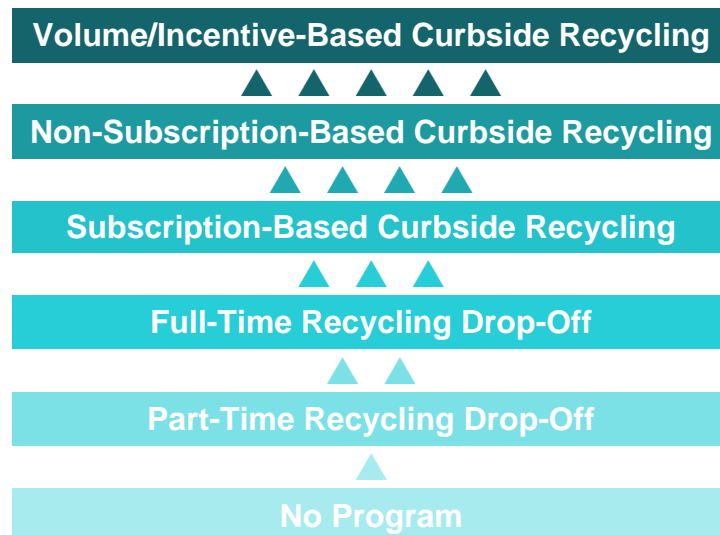 Volume/Incentive-Based Curbside Recycling
Non-Subscription-Based Curbside Recycling
Subscription-Based Curbside Recycling
Full-Time Recycling Drop-Off
Part-Time Recycling Drop-Off
No Program